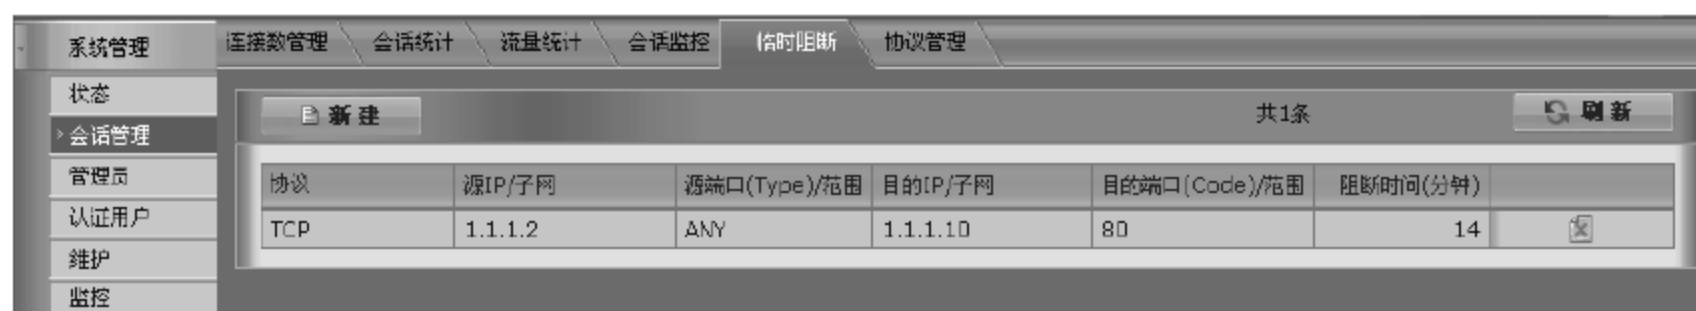 系统管理
连接数管理 会话统计 流量统计 会话监控 临时阻断 协议管理
状态
会话管理
管理员
认证用户
维护
监控
新建 共1条 刷新
协议 源IP/子网 源端口(Type)/范围 目的IP/子网 目的端口(Code)/范围 阻断时间(分钟)
TCP 1.1.1.2 ANY 1.1.1.10 80 14